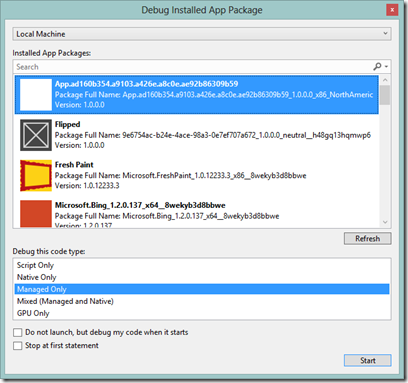 Debug Installed App Package
x
Local Machine
Installed App Packages:
Search
App.ad160b354.a9103.a426e.a8c0e.ae92b86309b59
Package Full Name: App.ad160b354.a9103.a426e.a8c0e.ae92b86309b59_1.0.0.0_x86_NorthAmeric
Version: 1.0.0.0
Flipped
Package Full Name: 9e6754ac-b24e-4ace-98a3-0e7ef707a672_1.0.0.0_neutral__h48gq13hqmwp6
Version: 1.0.0.0
Fresh Paint
Package Full Name: Microsoft.FreshPaint_1.0.12233.3_x86__8wekyb3d8bbwe
Version: 1.0.12233.3
Microsoft.Bing_1.2.0.137_x64__8wekyb3d8bbwe
Package Full Name: Microsoft.Bing_1.2.0.137_x64__8wekyb3d8bbwe
Version: 1.2.0.137
Refresh
Debug this code type:
Script Only
Native Only
Managed Only
Mixed (Managed and Native)
GPU Only
Do not launch, but debug my code when it starts
Stop at first statement
Start